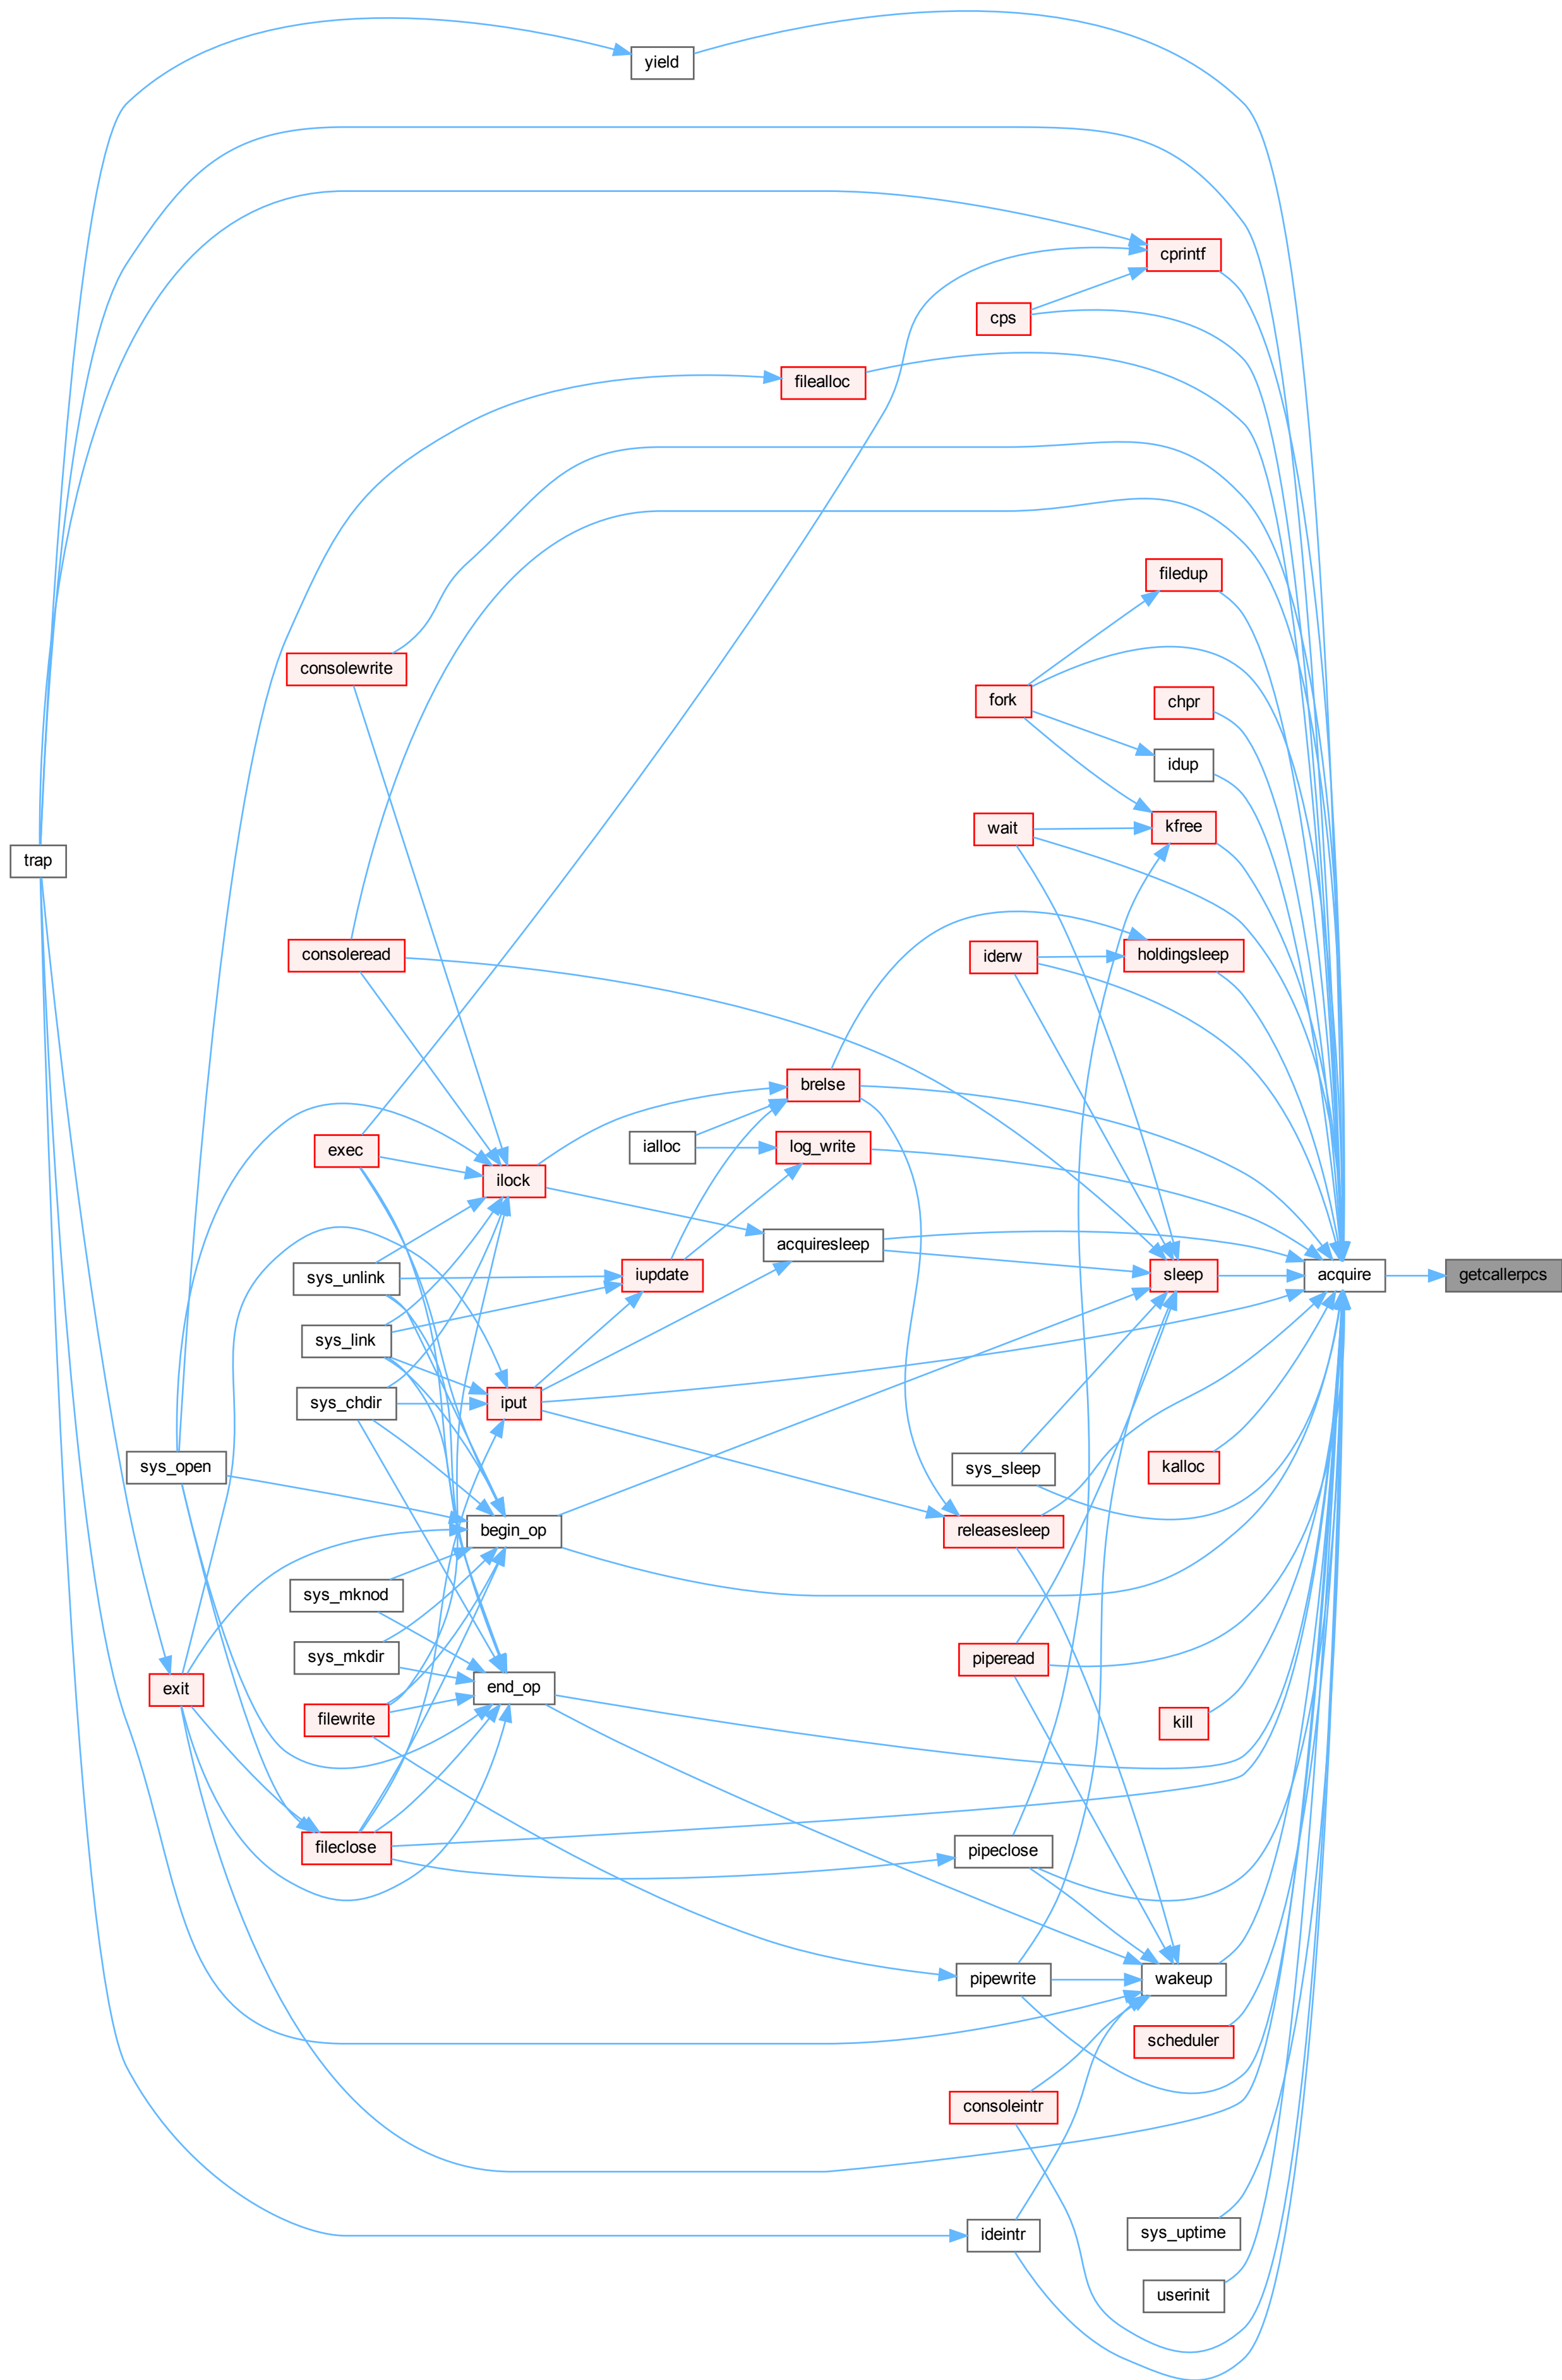 yield
cprintf
cps
filealloc
filedup
consolewrite
fork
chpr
idup
wait
kfree
trap
consoleread
iderw
holdingsleep
brelse
ialloc
log_write
exec
ilock
acquiresleep
sys_unlink
iupdate
sleep
acquire
getcallerpcs
sys_link
sys_chdir
iput
sys_open
sys_sleep
kalloc
begin_op
releasesleep
sys_mknod
sys_mkdir
piperead
exit
end_op
filewrite
kill
fileclose
pipeclose
pipewrite
wakeup
scheduler
consoleintr
ideintr
sys_uptime
userinit